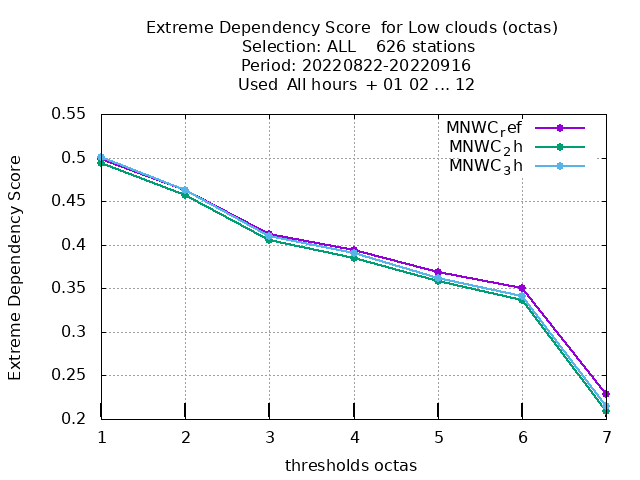 Extreme Dependency Score  for Low clouds (octas)
Selection: ALL    626 stations
Period: 20220822-20220916
Used  All hours  + 01 02 ... 12
MNWC_ref
MNWC_2h
MNWC_3h
Extreme Dependency Score
0.55
0.5
0.45
0.4
0.35
0.3
0.25
0.2
1 2 3 4 5 6 7
thresholds octas